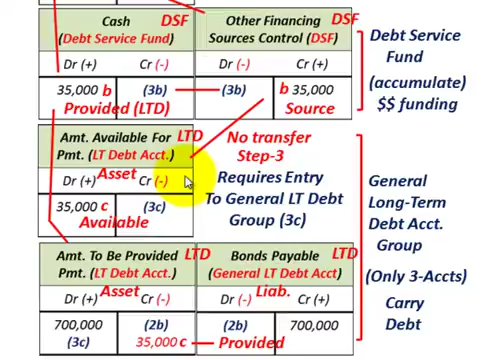 Cash DSF
(Debt Service Fund)
Dr (+) Cr (-)
35,000 b (3b)
Provided (LTD)
Other Financing DSF
Sources Control (DSF)
Dr (-) Cr (+)
(3b) b 35,000
Source
Debt Service
Fund
(accumulate)
$$ funding
Amt. Available For LTD
Pmt. (LT Debt Acct.)
Asset
Dr (+) Cr (-)
35,000 c (3c)
Available
No transfer
Step-3
Requires Entry
To General LT Debt
Group (3c)
General
Long-Term
Debt Acct.
Group
(Only 3-Accts)
Carry
Debt
Amt. To Be Provided LTD
Pmt. (LT Debt Acct.)
Asset
Dr (+) Cr (-)
700,000 (2b)
(3c) 35,000 c
Bonds Payable LTD
(General LT Debt Acct)
Liab.
Dr (-) Cr (+)
(2b) 700,000
Provided